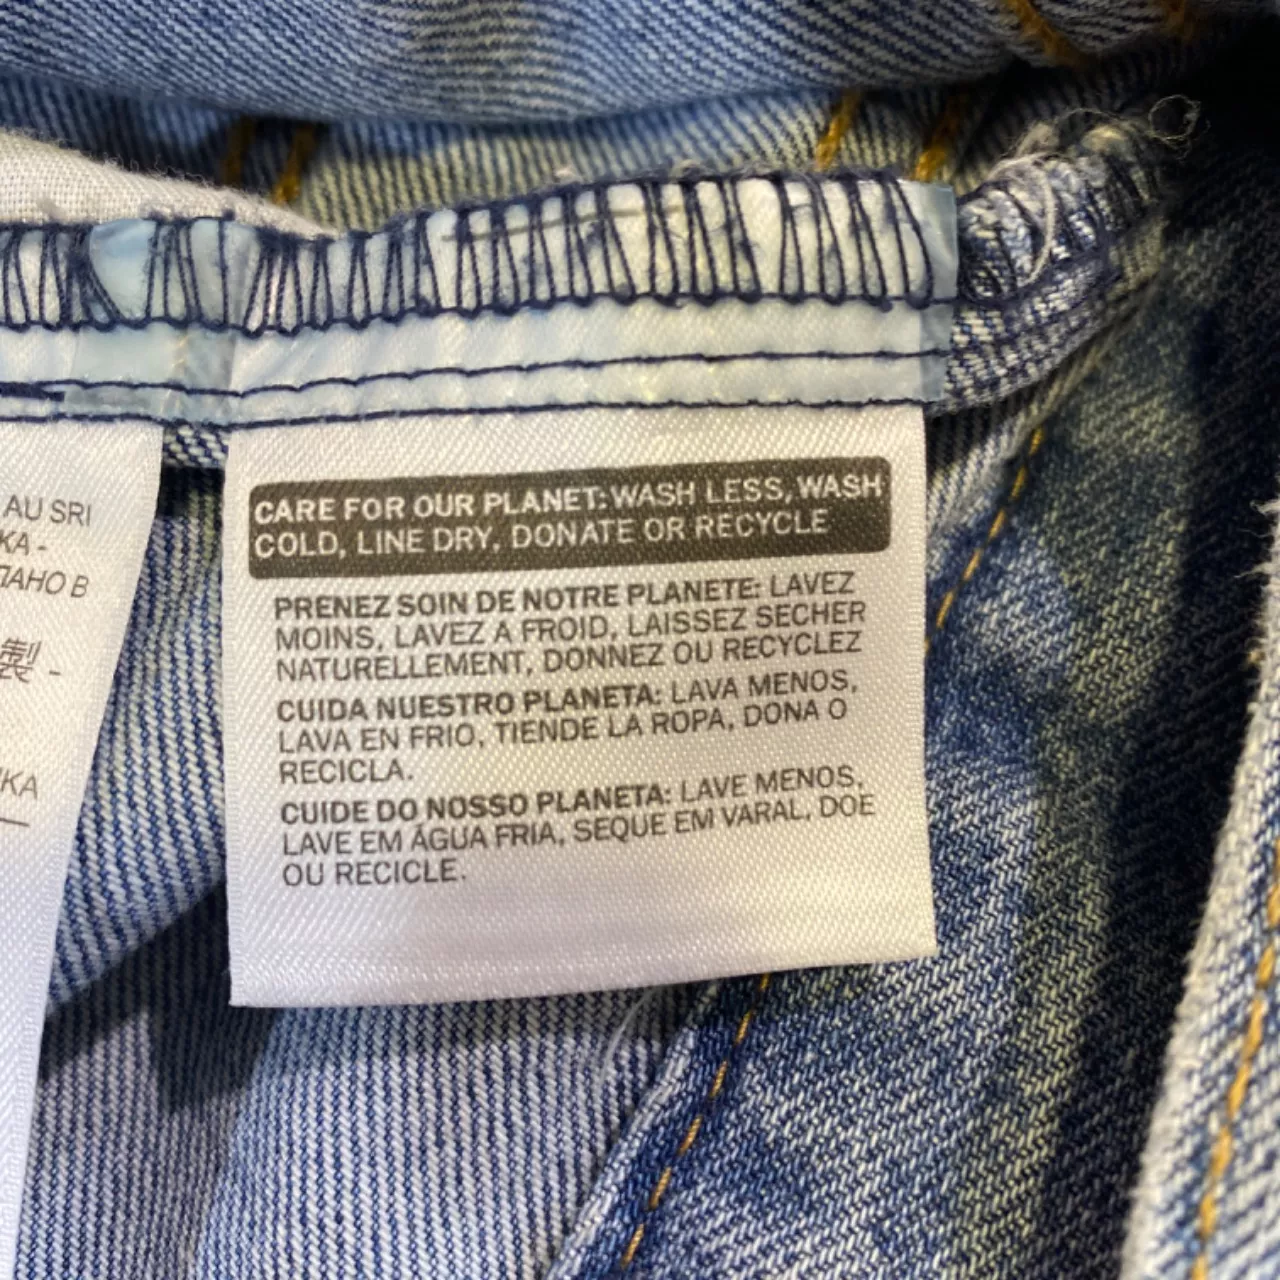 AU SRI
KA -
ПАНО В
製 -
KA
CARE FOR OUR PLANET: WASH LESS, WASH
COLD, LINE DRY, DONATE OR RECYCLE
PRENEZ SOIN DE NOTRE PLANETE: LAVEZ
MOINS, LAVEZ A FROID, LAISSEZ SECHER
NATURELLEMENT, DONNEZ OU RECYCLEZ
CUIDA NUESTRO PLANETA: LAVA MENOS,
LAVA EN FRIO, TIENDE LA ROPA, DONA O
RECICLA.
CUIDE DO NOSSO PLANETA: LAVE MENOS,
LAVE EM ÁGUA FRIA, SEQUE EM VARAL, DOE
OU RECICLE.